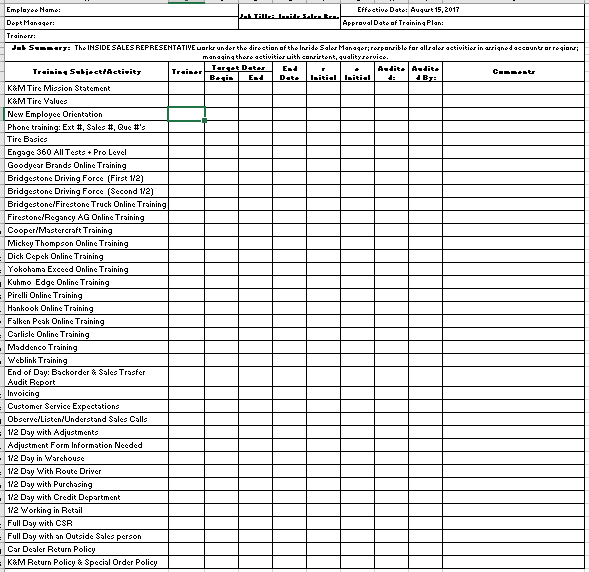 Employee Name:
Effective Date: August 15, 2017
Job Title: Inside Sales Rep.
Dept Manager:
Approval Date of Training Plan:
Trainers:
Job Summary: The INSIDE SALES REPRESENTATIVE works under the direction of the Inside Sales Manager; responsible for all sales activities in assigned accounts or regions;
managing those activities with consistent, quality service.
Training Subject/Activity Trainer Target Dates End r e Audite Audite Comments
Begin End Date Initial Initial d: d By:
K&M Tire Mission Statement
K&M Tire Values
New Employee Orientation
Phone training: Ext #, Sales #, Que #'s
Tire Basics
Engage 360 All Tests + Pro Level
Goodyear Brands Online Training
Bridgestone Driving Force (First 1/2)
Bridgestone Driving Force (Second 1/2)
Bridgestone/Firestone Truck Online Training
Firestone/Regancy AG Online Training
Cooper/Mastercraft Training
Mickey Thompson Online Training
Dick Cepek Online Training
Yokohama Exceed Online Training
Kuhmo Edge Online Training
Pirelli Online Training
Hankook Online Training
Falken Peak Online Training
Carlisle Online Training
Maddenco Training
Weblink Training
End of Day: Backorder & Sales Trasfer
Audit Report
Invoicing
Customer Service Expectations
Observe/Listen/Understand Sales Calls
1/2 Day with Adjustments
Adjustment Form Information Needed
1/2 Day in Warehouse
1/2 Day With Route Driver
1/2 Day with Purchasing
1/2 Day with Credit Department
1/2 Working in Retail
Full Day with CSR
Full Day with an Outside Sales person
Car Dealer Return Policy
K&M Return Policy & Special Order Policy